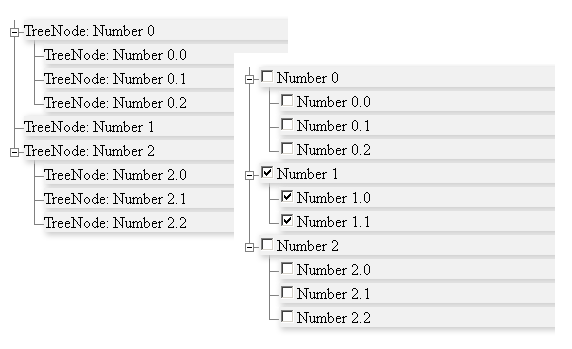 TreeNode: Number 0
TreeNode: Number 0.0
TreeNode: Number 0.1
TreeNode: Number 0.2
TreeNode: Number 1
TreeNode: Number 2
TreeNode: Number 2.0
TreeNode: Number 2.1
TreeNode: Number 2.2
Number 0
Number 0.0
Number 0.1
Number 0.2
Number 1
Number 1.0
Number 1.1
Number 2
Number 2.0
Number 2.1
Number 2.2